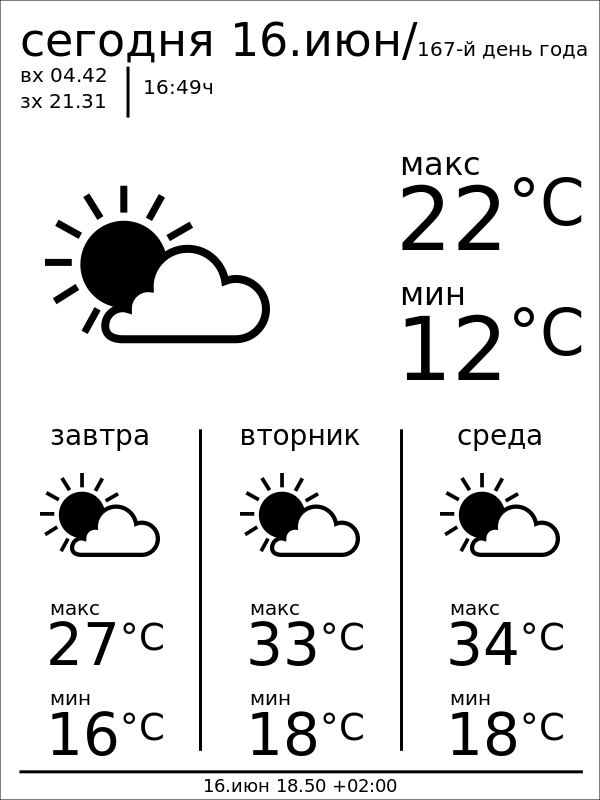 сегодня 16.июн/167-й день года
вх 04.42
зх 21.31
16:49ч
макс
22°C
мин
12°C
завтра вторник среда
макс макс макс
27°C 33°C 34°C
мин мин мин
16°C 18°C 18°C
16.июн 18.50 +02:00